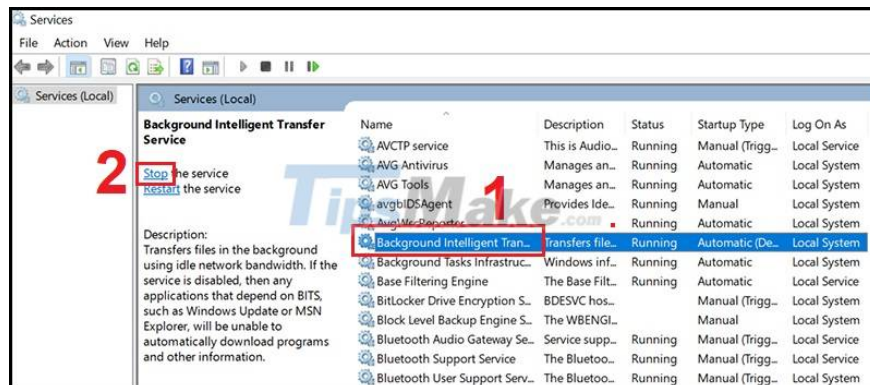 Services
File Action View Help
Services (Local)
Services (Local)
Background Intelligent Transfer
Service
Stop the service
Restart the service
Description:
Transfers files in the background
using idle network bandwidth. If the
service is disabled, then any
applications that depend on BITS,
such as Windows Update or MSN
Explorer, will be unable to
automatically download programs
and other information.
2
1
TipsMake.com
Name Description Status Startup Type Log On As
AVCTP service This is Audio... Running Manual (Trigg... Local Service
AVG Antivirus Manages an... Running Automatic Local System
AVG Tools Manages an... Running Automatic Local System
avgbIDSAgent Provides Ide... Running Manual Local System
AvgWscReporter Running Automatic Local System
Background Intelligent Tran... Transfers file... Running Automatic (De... Local System
Background Tasks Infrastruc... Windows inf... Running Automatic Local System
Base Filtering Engine The Base Filt... Running Automatic Local Service
BitLocker Drive Encryption S... BDESVC hos... Manual (Trigg... Local System
Block Level Backup Engine S... The WBENGI... Manual Local System
Bluetooth Audio Gateway Se... Service supp... Running Manual (Trigg... Local Service
Bluetooth Support Service The Bluetoo... Running Manual (Trigg... Local Service
Bluetooth User Support Serv... The Bluetoo... Running Manual (Trigg... Local System